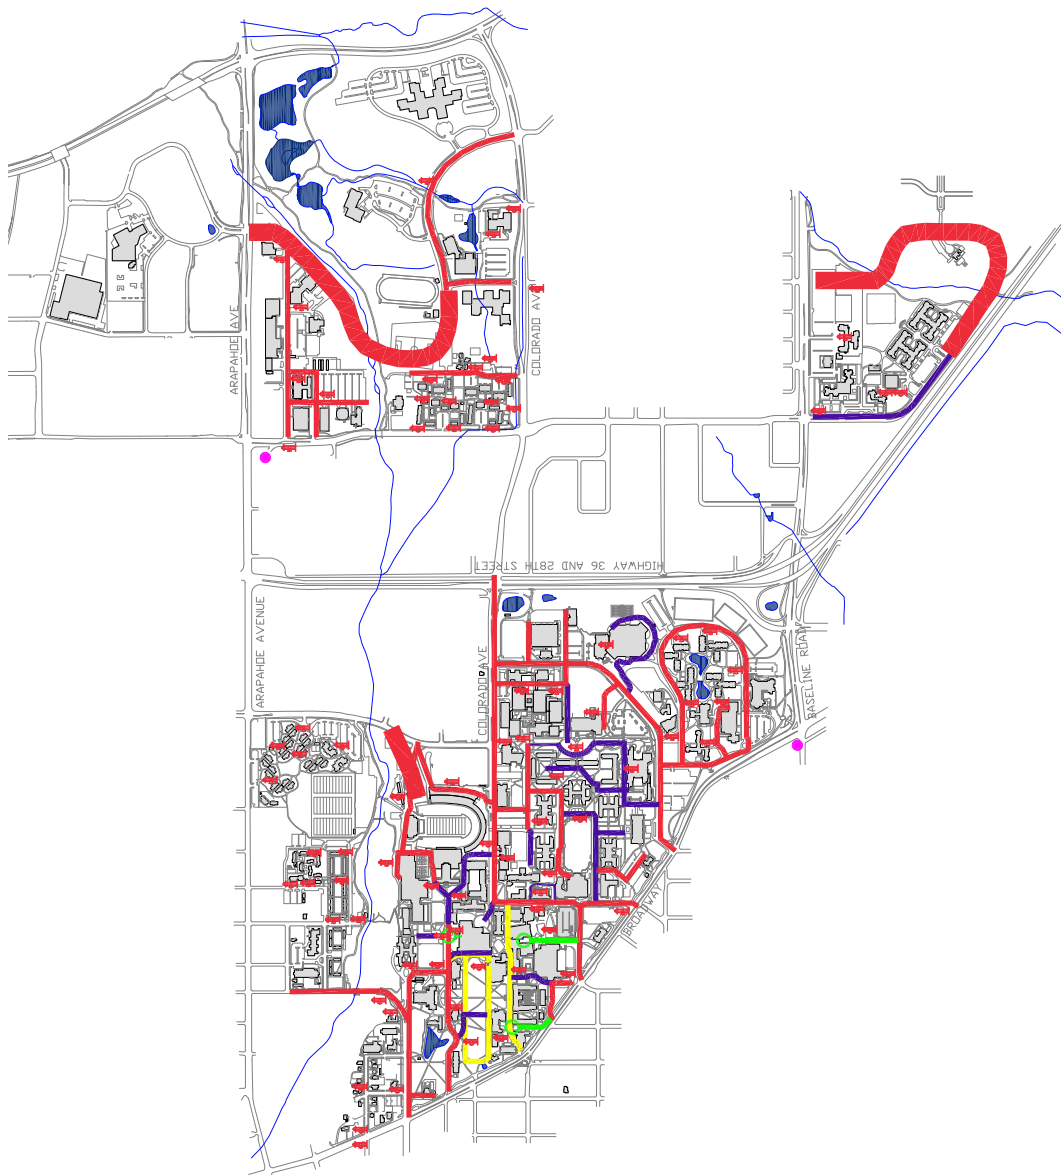 ARAPAHOE AVE
COLORADO AVE
HIGHWAY 36 AND 28TH STREET
ARAPAHOE AVENUE
COLORADO AVE
BASELINE ROAD
BROADWAY